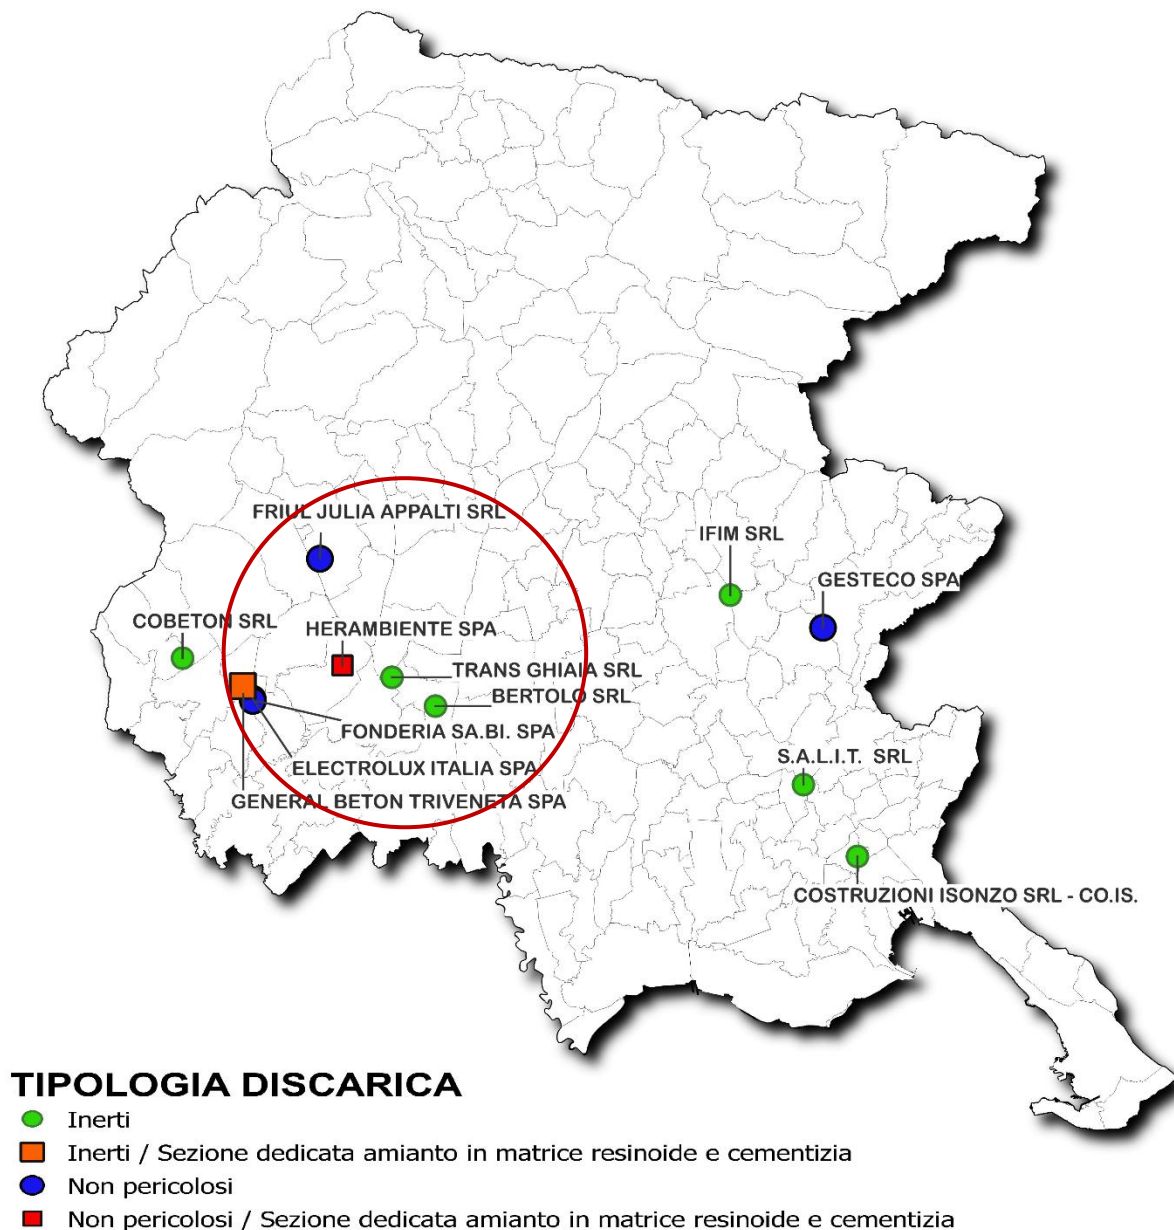 FRIUL JULIA APPALTI SRL
IFIM SRL
GESTECO SPA
COBETON SRL
HERAMBIENTE SPA
TRANS GHIAIA SRL
BERTOLO SRL
FONDERIA SA.BI. SPA
S.A.L.I.T. SRL
ELECTROLUX ITALIA SPA
GENERAL BETON TRIVENETA SPA
COSTRUZIONI ISONZO SRL - CO.IS.
TIPOLOGIA DISCARICA
Inerti
Inerti / Sezione dedicata amianto in matrice resinoide e cementizia
Non pericolosi
Non pericolosi / Sezione dedicata amianto in matrice resinoide e cementizia